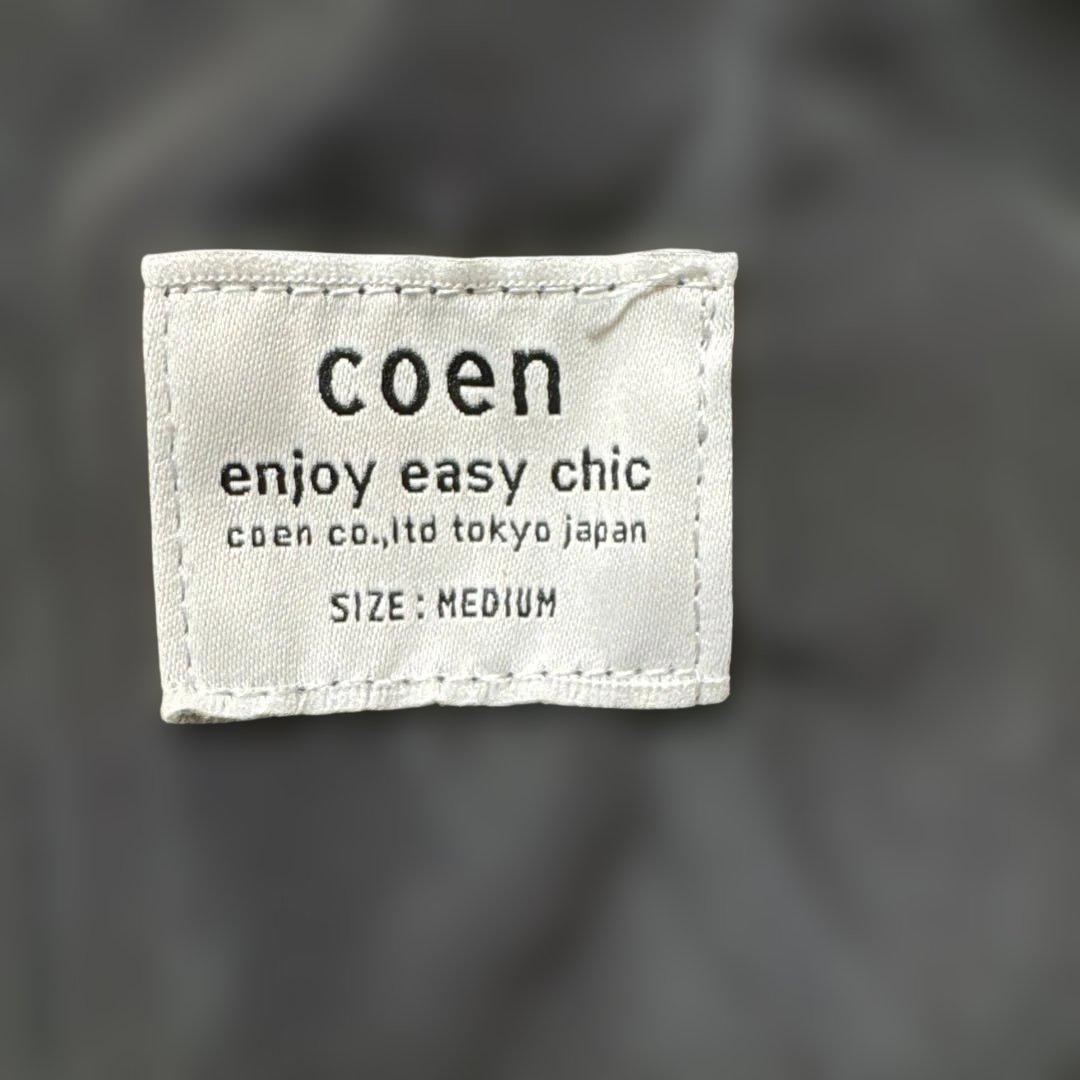 coen
enjoy easy chic
coen co.,ltd tokyo japan
SIZE : MEDIUM